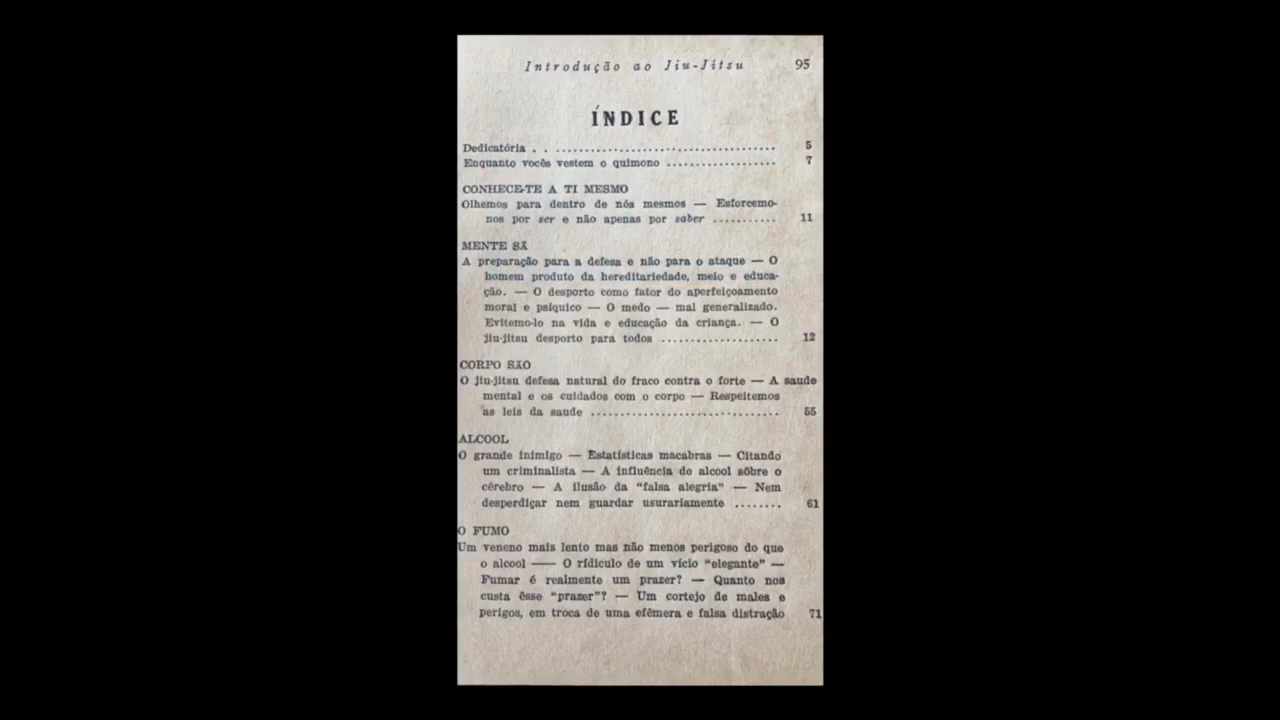 Introdução ao Jiu-Jitsu 95
ÍNDICE
Dedicatória . . ........................................ 5
Enquanto vocês vestem o quimono ................... 7
CONHECE-TE A TI MESMO
Olhemos para dentro de nós mesmos — Esforcemo-
nos por ser e não apenas por saber ........... 11
MENTE SÃ
A preparação para a defesa e não para o ataque — O
homem produto da hereditariedade, meio e educa-
ção. — O desporto como fator do aperfeiçoamento
moral e psíquico — O medo — mal generalizado.
Evitemo-lo na vida e educação da criança. — O
jiu-jitsu desporto para todos .................... 12
CORPO SÃO
O jiu-jitsu defesa natural do fraco contra o forte — A saude
mental e os cuidados com o corpo — Respeitemos
as leis da saude ................................ 55
ALCOOL
O grande inimigo — Estatísticas macabras — Citando
um criminalista — A influência do alcool sôbre o
cérebro — A ilusão da "falsa alegria" — Nem
desperdiçar nem guardar usurariamente ........ 61
O FUMO
Um veneno mais lento mas não menos perigoso do que
o alcool —— O rídiculo de um vício "elegante" —
Fumar é realmente um prazer? — Quanto nos
custa êsse "prazer"? — Um cortejo de males e
perigos, em troca de uma efêmera e falsa distração 71